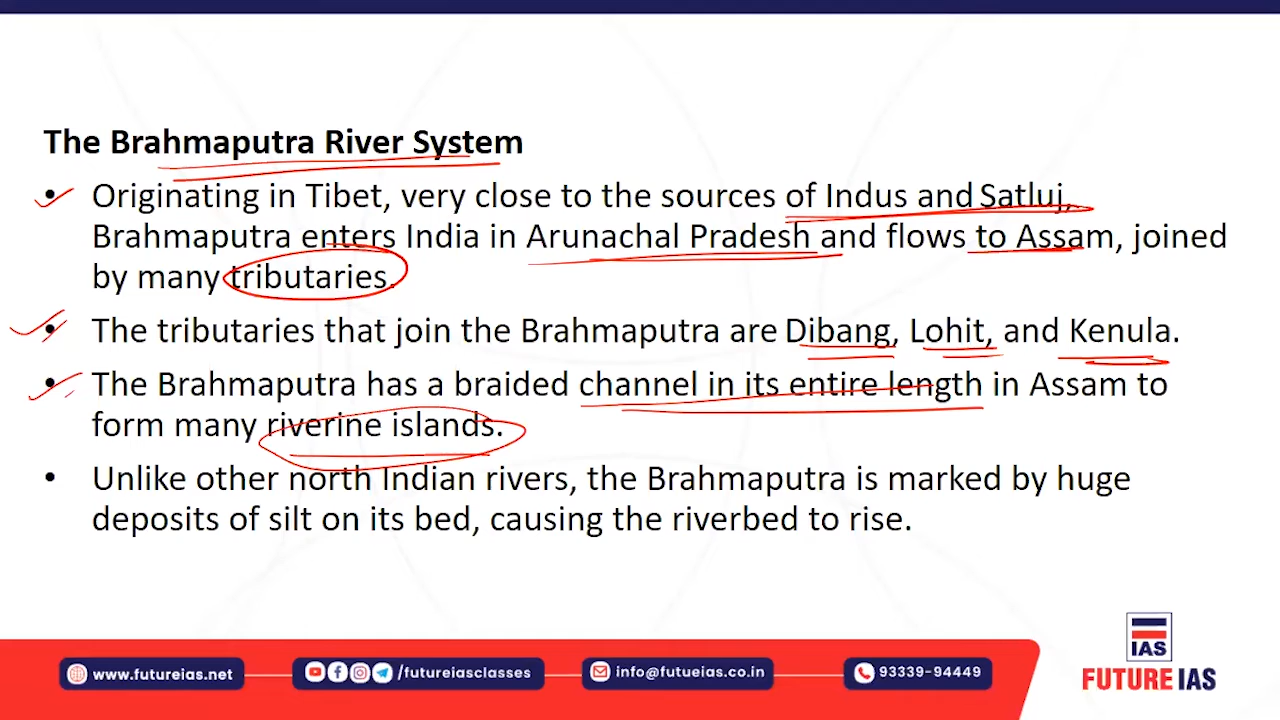 The Brahmaputra River System
• Originating in Tibet, very close to the sources of Indus and Satluj,
Brahmaputra enters India in Arunachal Pradesh and flows to Assam, joined
by many tributaries.
• The tributaries that join the Brahmaputra are Dibang, Lohit, and Kenula.
• The Brahmaputra has a braided channel in its entire length in Assam to
form many riverine islands.
• Unlike other north Indian rivers, the Brahmaputra is marked by huge
deposits of silt on its bed, causing the riverbed to rise.
IAS
www.futureias.net
/futureiasclasses
info@futueias.co.in
93339-94449
FUTURE IAS